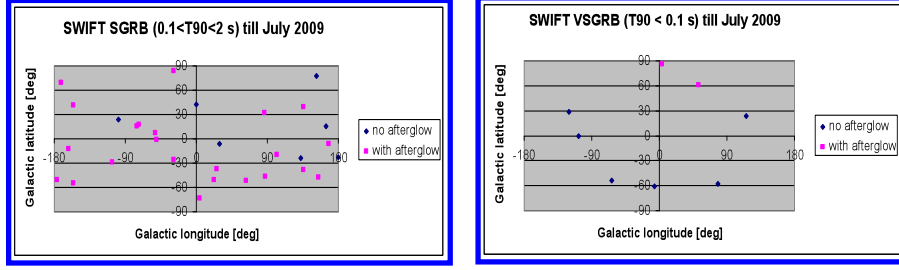 SWIFT SGRB (0.1<T90<2 s) till July 2009
Galactic latitude [deg]
90
60
30
0
-30
-60
-90
-180
-90
0
90
180
Galactic longitude [deg]
no afterglow
with afterglow
SWIFT VSGRB (T90 < 0.1 s) till July 2009
Galactic latitude [deg]
90
60
30
0
-30
-60
-90
-180
-90
0
90
180
Galactic longitude [deg]
no afterglow
with afterglow